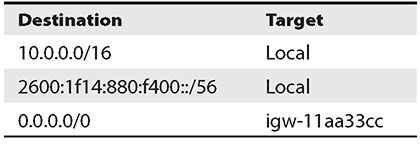 Destination Target
10.0.0.0/16 Local
2600:1f14:880:f400::/56 Local
0.0.0.0/0 igw-11aa33cc